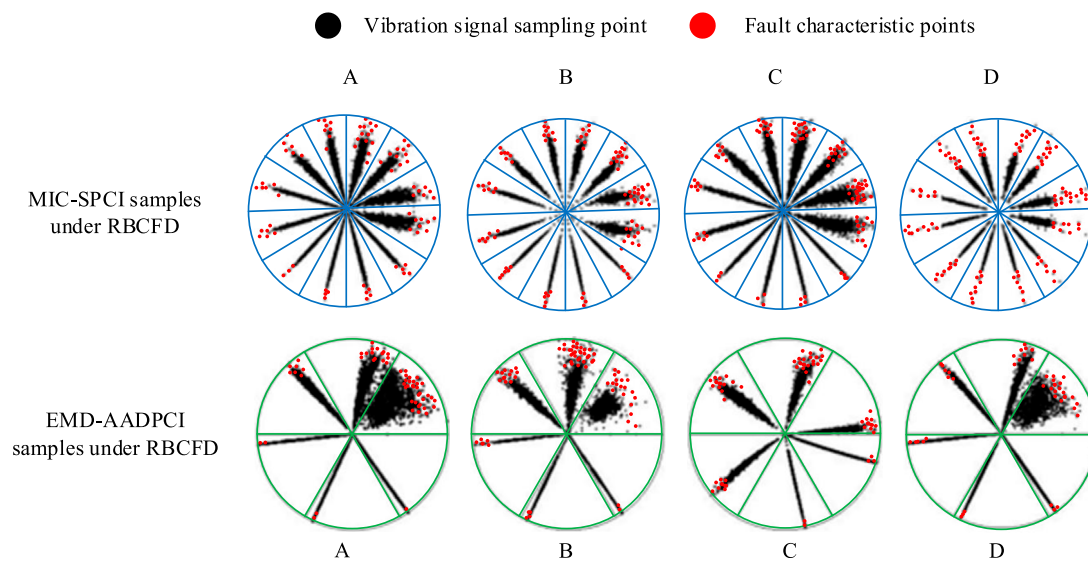 Vibration signal sampling point
Fault characteristic points
A
B
C
D
MIC-SPCI samples
under RBCFD
EMD-AADPCI
samples under RBCFD
A
B
C
D